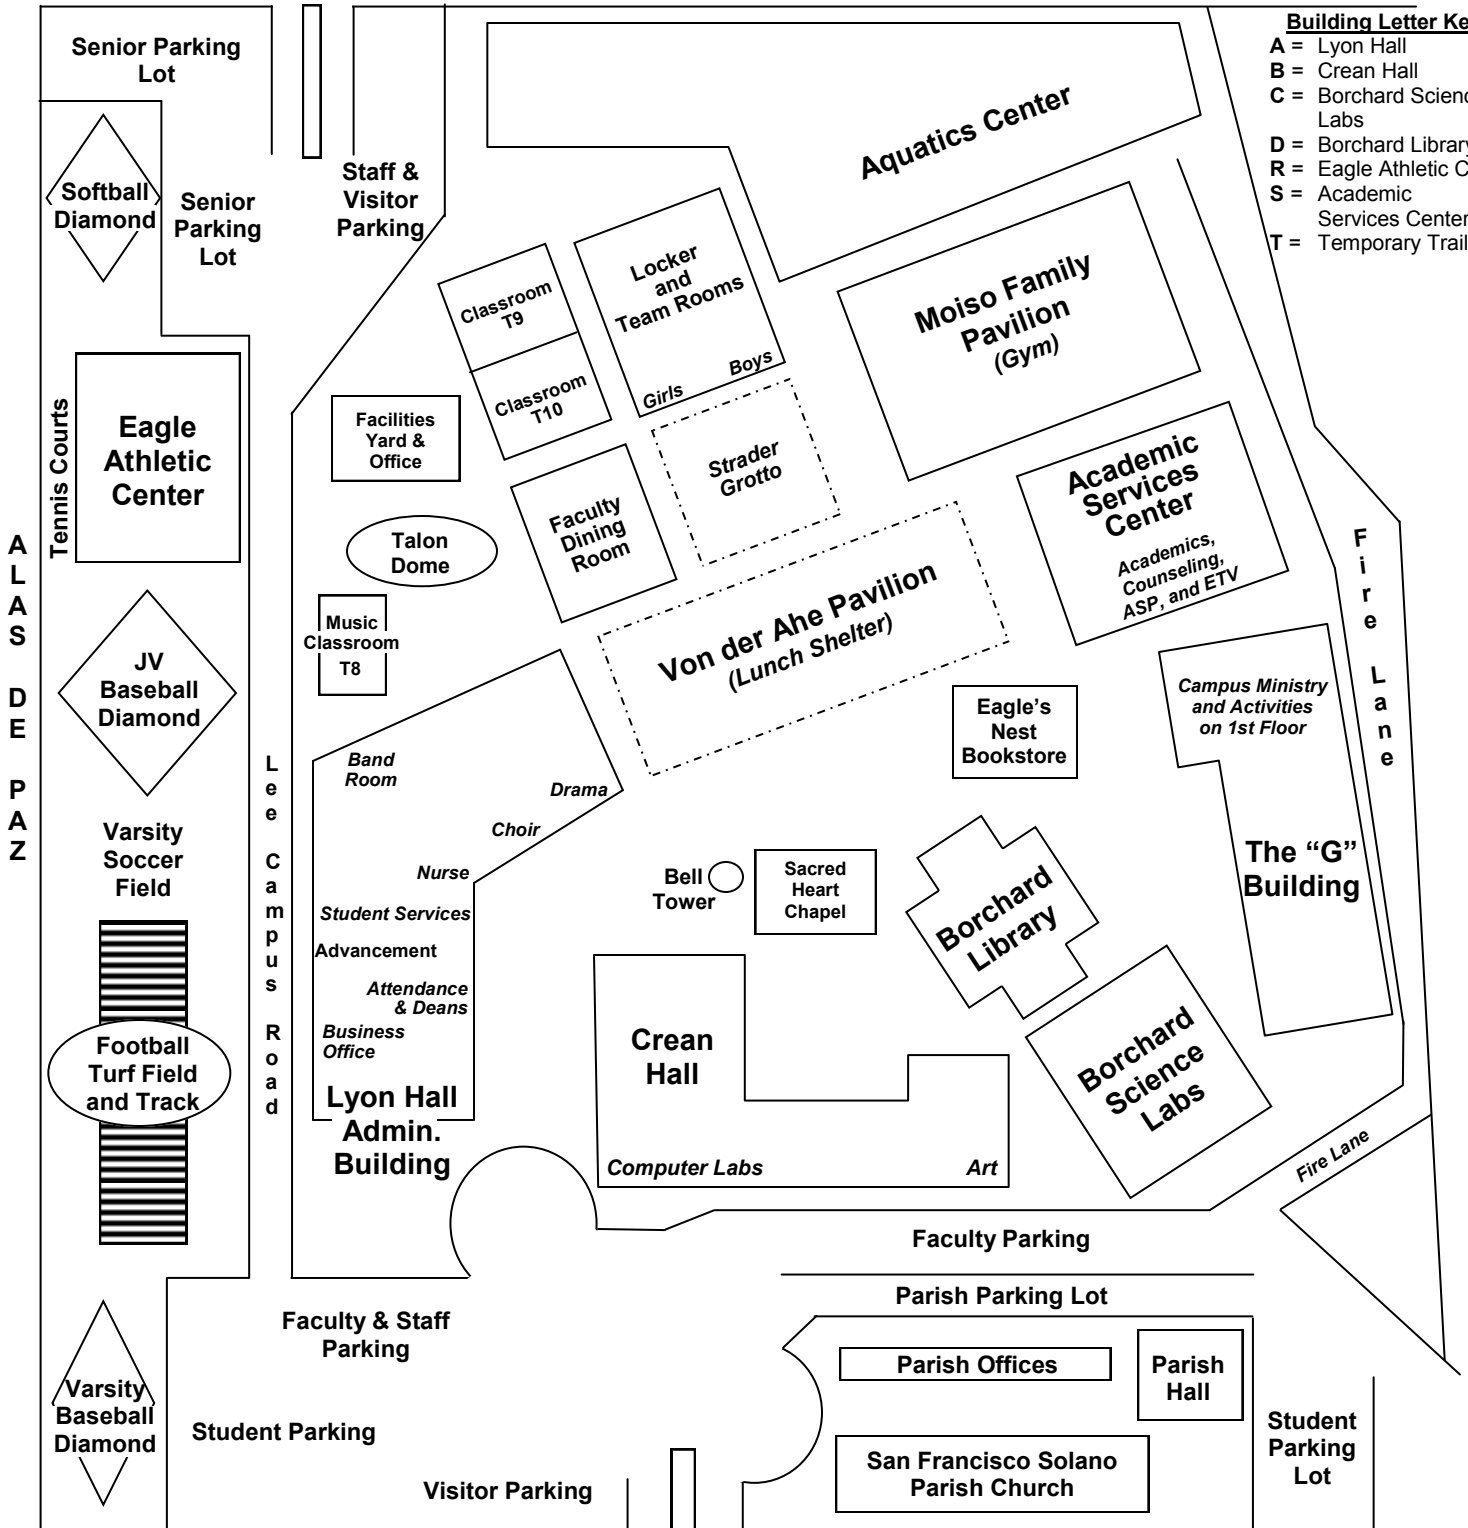 Building Letter Ke
A = Lyon Hall
B = Crean Hall
C = Borchard Scienc
Labs
D = Borchard Library
R = Eagle Athletic C
S = Academic
Services Center
T = Temporary Trail
Senior Parking
Lot
Softball
Diamond
Senior
Parking
Lot
Staff &
Visitor
Parking
Aquatics Center
Classroom
T9
Classroom
T10
Locker
and
Team Rooms
Girls
Boys
Moiso Family
Pavilion
(Gym)
Tennis Courts
Eagle
Athletic
Center
Facilities
Yard &
Office
Strader
Grotto
Academic
Services
Center
Academics,
Counseling,
ASP, and ETV
Talon
Dome
Faculty
Dining
Room
ALAS DE PAZ
Fire Lane
Music
Classroom
T8
Von der Ahe Pavilion
(Lunch Shelter)
JV
Baseball
Diamond
Eagle's
Nest
Bookstore
Campus Ministry
and Activities
on 1st Floor
The “G”
Building
Lee Campus Road
Band
Room
Drama
Choir
Nurse
Student Services
Advancement
Attendance
& Deans
Business
Office
Lyon Hall
Admin.
Building
Varsity
Soccer
Field
Bell
Tower
Sacred
Heart
Chapel
Borchard
Library
Borchard
Science
Labs
Crean
Hall
Computer Labs
Art
Football
Turf Field
and Track
Fire Lane
Faculty Parking
Parish Parking Lot
Faculty & Staff
Parking
Parish Offices
Parish
Hall
Varsity
Baseball
Diamond
Student Parking
Student
Parking
Lot
San Francisco Solano
Parish Church
Visitor Parking